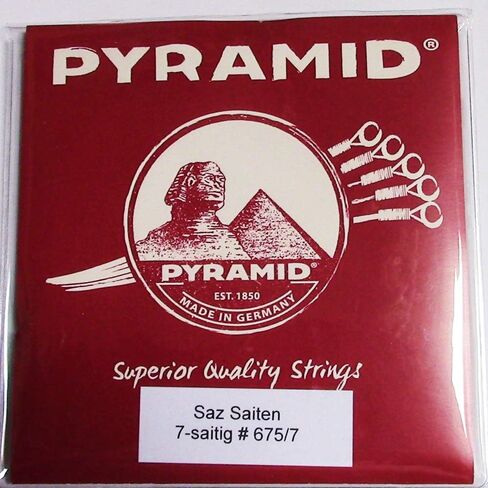 PYRAMID®
PYRAMID®
EST. 1850
MADE IN GERMANY
Superior Quality Strings
Saz Saiten
7-saitig # 675/7